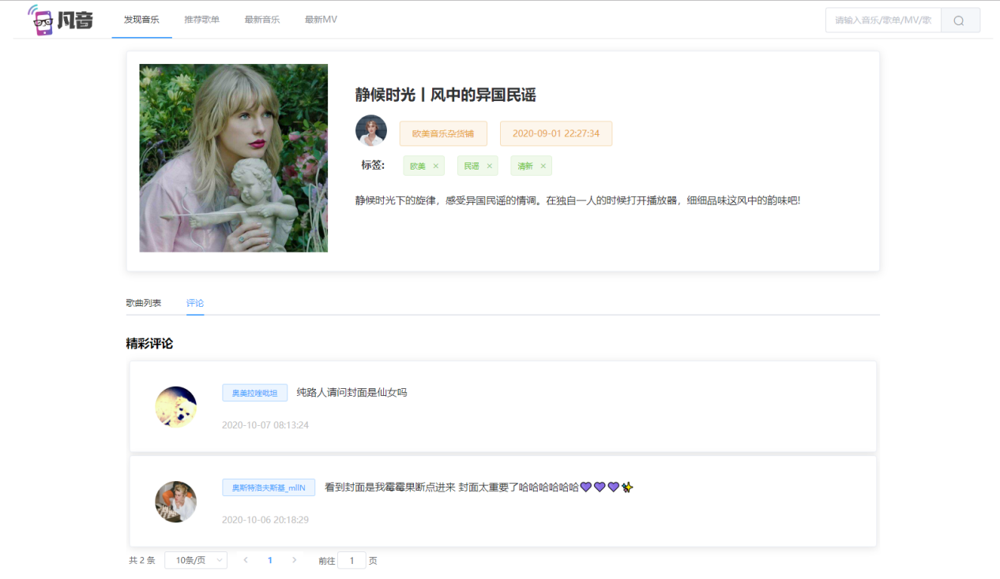 凡音
发现音乐
推荐歌单
最新音乐
最新MV
请输入音乐/歌单/MV/歌
静候时光丨风中的异国民谣
欧美音乐杂货铺
2020-09-01 22:27:34
标签:
欧美 ×
民谣 ×
清新 ×
静候时光下的旋律，感受异国民谣的情调。在独自一人的时候打开播放器，细细品味这风中的韵味吧!
歌曲列表
评论
精彩评论
奥美拉唑吡坦 纯路人请问封面是仙女吗
2020-10-07 08:13:24
奥斯特洛夫斯基_mllN 看到封面是我霉霉果断点进来 封面太重要了哈哈哈哈哈哈💜💜💜✨
2020-10-06 20:18:29
共 2 条 10条/页 < 1 > 前往 1 页